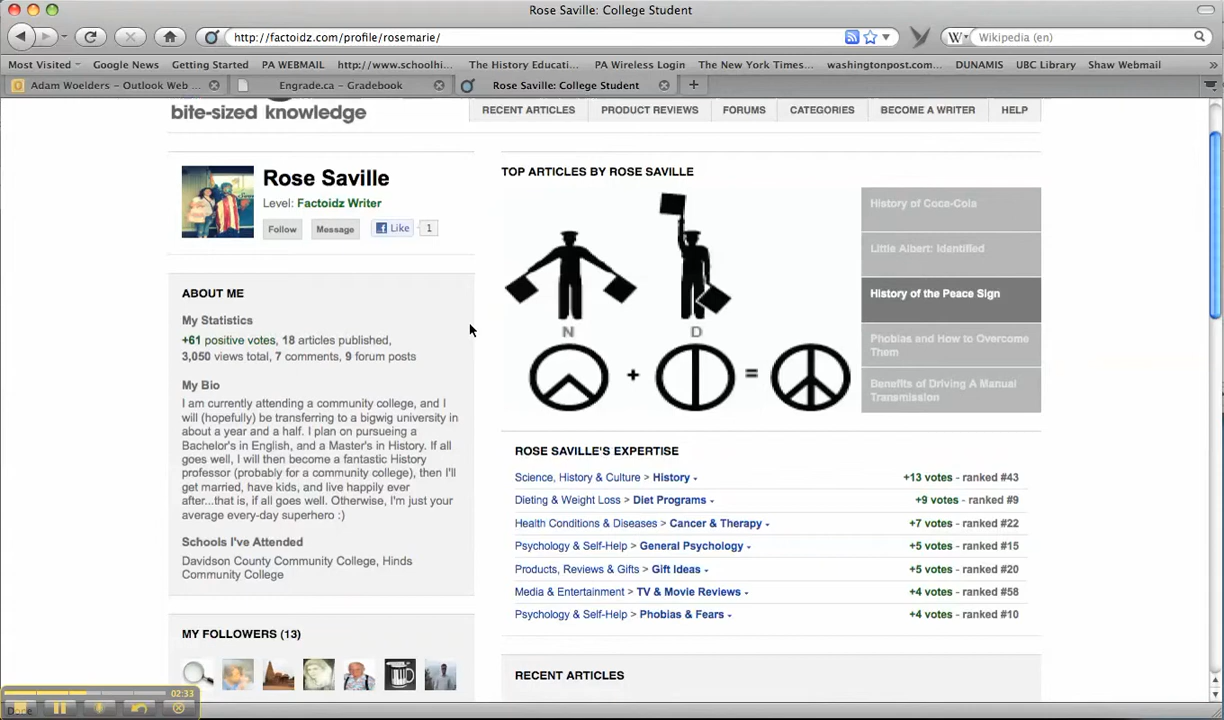 Rose Saville: College Student
http://factoidz.com/profile/rosemarie/
Wikipedia (en)
Most Visited Google News Getting Started PA WEBMAIL http://www.schoolhi... The History Educati... PA Wireless Login The New York Times... washingtonpost.com... DUNAMIS UBC Library Shaw Webmail
Adam Woelders – Outlook Web ... Engrade.ca – Gradebook Rose Saville: College Student
bite-sized knowledge
RECENT ARTICLES PRODUCT REVIEWS FORUMS CATEGORIES BECOME A WRITER HELP
Rose Saville
Level: Factoidz Writer
Follow Message Like 1
ABOUT ME
My Statistics
+61 positive votes, 18 articles published,
3,050 views total, 7 comments, 9 forum posts
My Bio
I am currently attending a community college, and I
will (hopefully) be transferring to a bigwig university in
about a year and a half. I plan on pursueing a
Bachelor's in English, and a Master's in History. If all
goes well, I will then become a fantastic History
professor (probably for a community college), then I'll
get married, have kids, and live happily ever
after...that is, if all goes well. Otherwise, I'm just your
average every-day superhero :)
Schools I've Attended
Davidson County Community College, Hinds
Community College
MY FOLLOWERS (13)
TOP ARTICLES BY ROSE SAVILLE
N D
+ =
History of Coca-Cola
Little Albert: Identified
History of the Peace Sign
Phobias and How to Overcome
Them
Benefits of Driving A Manual
Transmission
ROSE SAVILLE'S EXPERTISE
Science, History & Culture > History +13 votes - ranked #43
Dieting & Weight Loss > Diet Programs +9 votes - ranked #9
Health Conditions & Diseases > Cancer & Therapy +7 votes - ranked #22
Psychology & Self-Help > General Psychology +5 votes - ranked #15
Products, Reviews & Gifts > Gift Ideas +5 votes - ranked #20
Media & Entertainment > TV & Movie Reviews +4 votes - ranked #58
Psychology & Self-Help > Phobias & Fears +4 votes - ranked #10
RECENT ARTICLES
02:33
Done